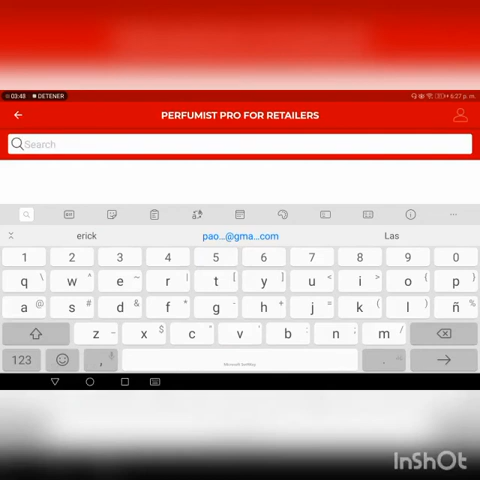 03:48 DETENER 6:27 p. m.
PERFUMIST PRO FOR RETAILERS
Search
erick pao...@gma...com Las
1 2 3 4 5 6 7 8 9 0
q \ w ^ e ~ r | t [ y ] u < i > o { p }
a @ s # d & f * g - h + j = k ( l ) ñ %
z _ x $ c " v ' b : n ; m /
123 , Microsoft SwiftKey .
InShOt